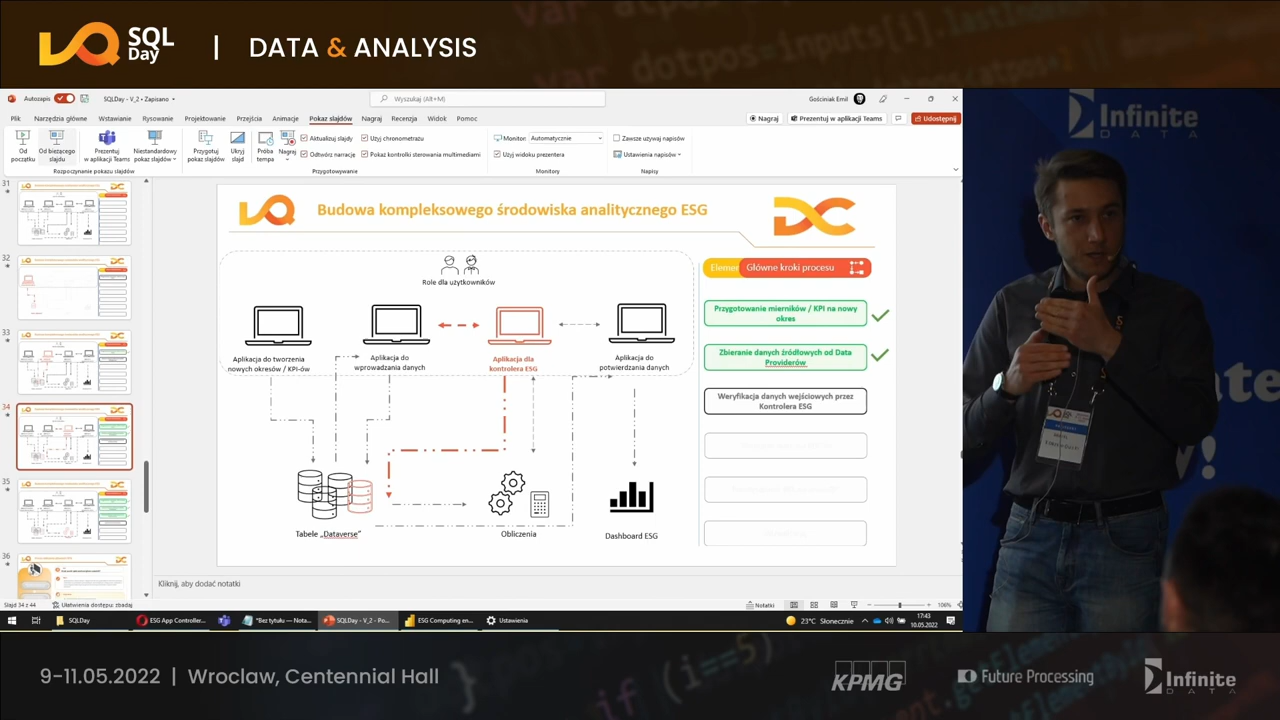 SQL
Day
|
DATA & ANALYSIS
Autozapis
SQLDay - V_2 • Zapisano
Wyszukaj (Alt+M)
Gościniak Emil
Plik
Narzędzia główne
Wstawianie
Rysowanie
Projektowanie
Przejścia
Animacje
Pokaz slajdów
Nagraj
Recenzja
Widok
Pomoc
Nagraj
Prezentuj w aplikacji Teams
Udostępnij
Od
początku
Od bieżącego
slajdu
Prezentuj
w aplikacji Teams
Niestandardowy
pokaz slajdów
Przygotuj
pokaz slajdów
Ukryj
slajd
Próba
tempa
Nagraj
Aktualizuj slajdy
Odtwórz narrację
Użyj chronometrażu
Pokaż kontrolki sterowania multimediami
Monitor:
Automatycznie
Użyj widoku prezentera
Zawsze używaj napisów
Ustawienia napisów
Rozpoczynanie pokazu slajdów
Przygotowywanie
Monitory
Napisy
31
32
33
34
35
36
Budowa kompleksowego środowiska analitycznego ESG
DC
Role dla użytkowników
Aplikacja do tworzenia
nowych okresów / KPI-ów
Aplikacja do
wprowadzania danych
Aplikacja dla
kontrolera ESG
Aplikacja do
potwierdzania danych
Tabele „Dataverse”
Obliczenia
Dashboard ESG
Elemen
Główne kroki procesu
Przygotowanie mierników / KPI na nowy
okres
Zbieranie danych źródłowych od Data
Providerów
Weryfikacja danych wejściowych przez
Kontrolera ESG
Kliknij, aby dodać notatki
Slajd 34 z 44
Ułatwienia dostępu: zbadaj
Notatki
106%
SQLDay
ESG App Controller...
*Bez tytułu — Nota...
SQLDay - V_2 - Po...
ESG Computing en...
Ustawienia
23°C Słonecznie
17:43
10.05.2022
Infinite
DATA
9-11.05.2022 | Wroclaw, Centennial Hall
KPMG
Future Processing
Infinite
DATA